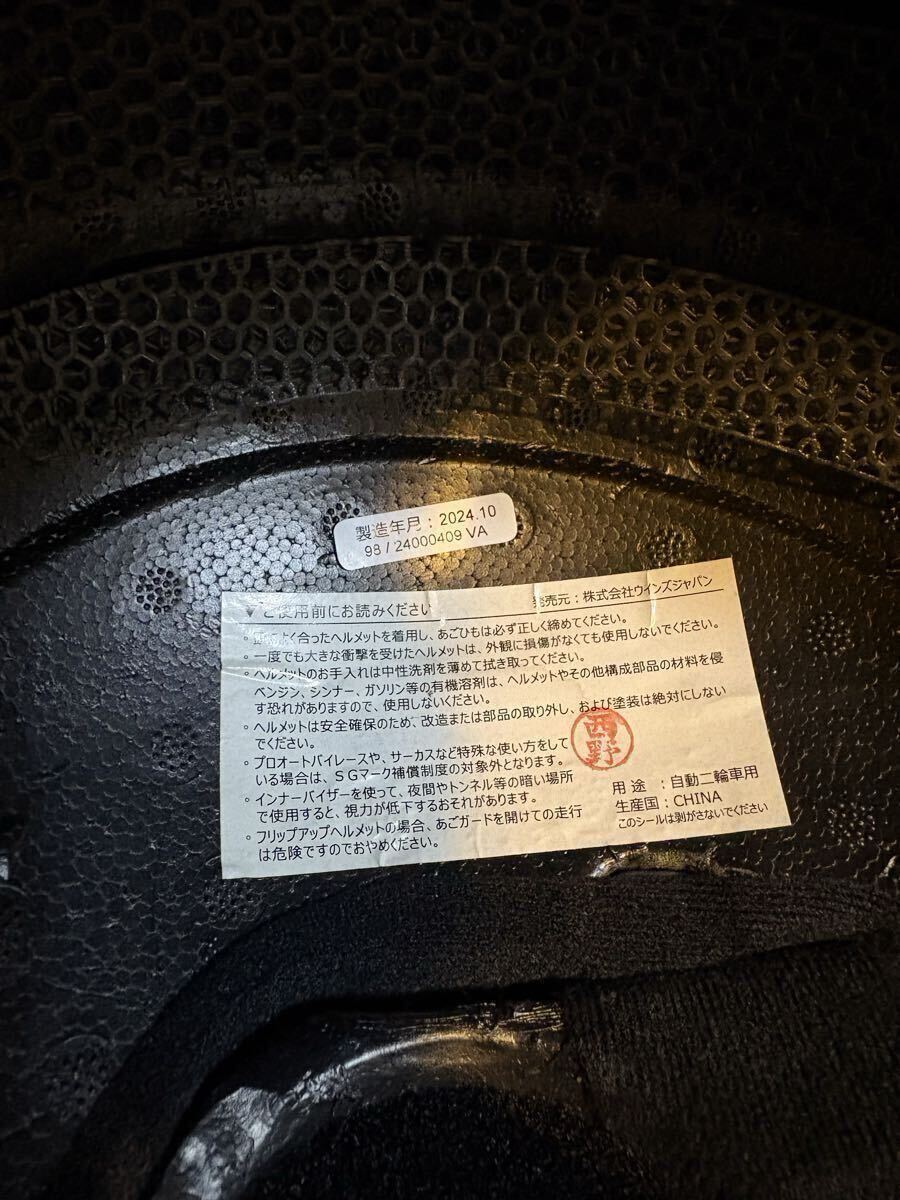 製造年月：2024.10
98 / 24000409 VA
▼ご使用前にお読みください 発売元：株式会社ウインズジャパン
よく合ったヘルメットを着用し、あごひもは必ず正しく締めてください。
。一度でも大きな衝撃を受けたヘルメットは、外観に損傷がなくても使用しないでください。
。ヘルメットのお手入れは中性洗剤を薄めて拭き取ってください。
ベンジン、シンナー、ガソリン等の有機溶剤は、ヘルメットやその他構成部品の材料を侵
す恐れがありますので、使用しないください。
。ヘルメットは安全確保のため、改造または部品の取り外し、および塗装は絶対にしない
でください。
。プロオートバイレースや、サーカスなど特殊な使い方をして
いる場合は、ＳＧマーク補償制度の対象外となります。
。インナーバイザーを使って、夜間やトンネル等の暗い場所
で使用すると、視力が低下するおそれがあります。
。フリップアップヘルメットの場合、あごガードを開けての走行
は危険ですのでおやめください。
西野
用 途 ：自動二輪車用
生産国：CHINA
このシールは剥がさないでください